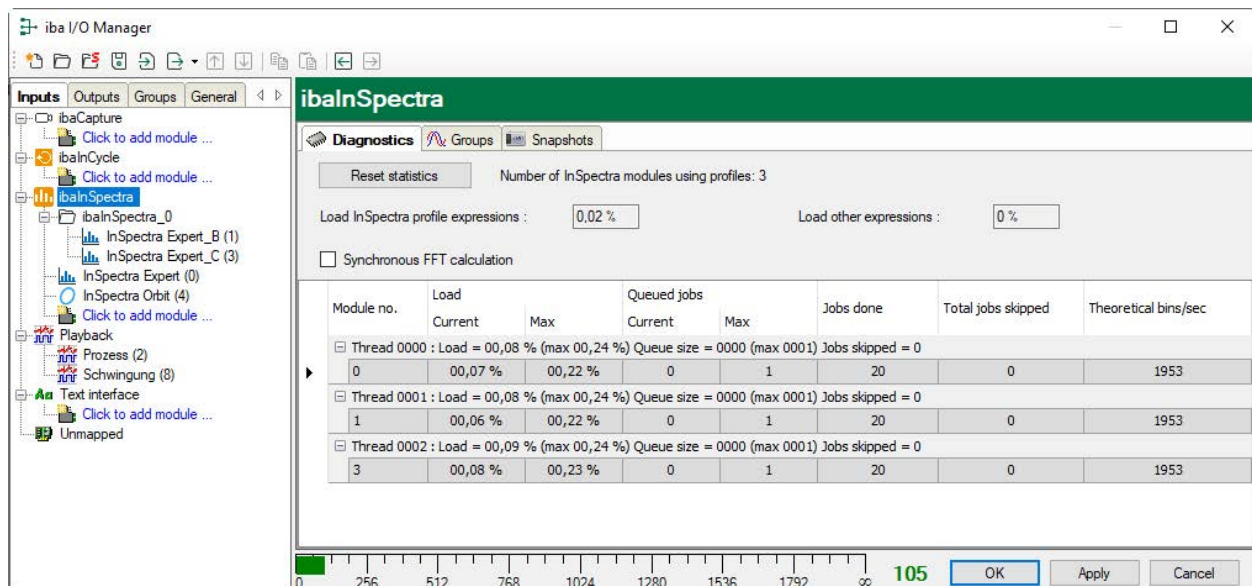 iba I/O Manager
Inputs Outputs Groups General
ibaCapture
Click to add module ...
ibaInCycle
Click to add module ...
ibaInSpectra
ibaInSpectra_0
InSpectra Expert_B (1)
InSpectra Expert_C (3)
InSpectra Expert (0)
InSpectra Orbit (4)
Click to add module ...
Playback
Prozess (2)
Schwingung (8)
Text interface
Click to add module ...
Unmapped
ibaInSpectra
Diagnostics Groups Snapshots
Reset statistics Number of InSpectra modules using profiles: 3
Load InSpectra profile expressions : 0,02 % Load other expressions : 0 %
Synchronous FFT calculation
Module no. Load Queued jobs Jobs done Total jobs skipped Theoretical bins/sec
Current Max Current Max
Thread 0000 : Load = 00,08 % (max 00,24 %) Queue size = 0000 (max 0001) Jobs skipped = 0
0 00,07 % 00,22 % 0 1 20 0 1953
Thread 0001 : Load = 00,08 % (max 00,24 %) Queue size = 0000 (max 0001) Jobs skipped = 0
1 00,06 % 00,22 % 0 1 20 0 1953
Thread 0002 : Load = 00,09 % (max 00,24 %) Queue size = 0000 (max 0001) Jobs skipped = 0
3 00,08 % 00,23 % 0 1 20 0 1953
0 256 512 768 1024 1280 1536 1792 ∞ 105 OK Apply Cancel